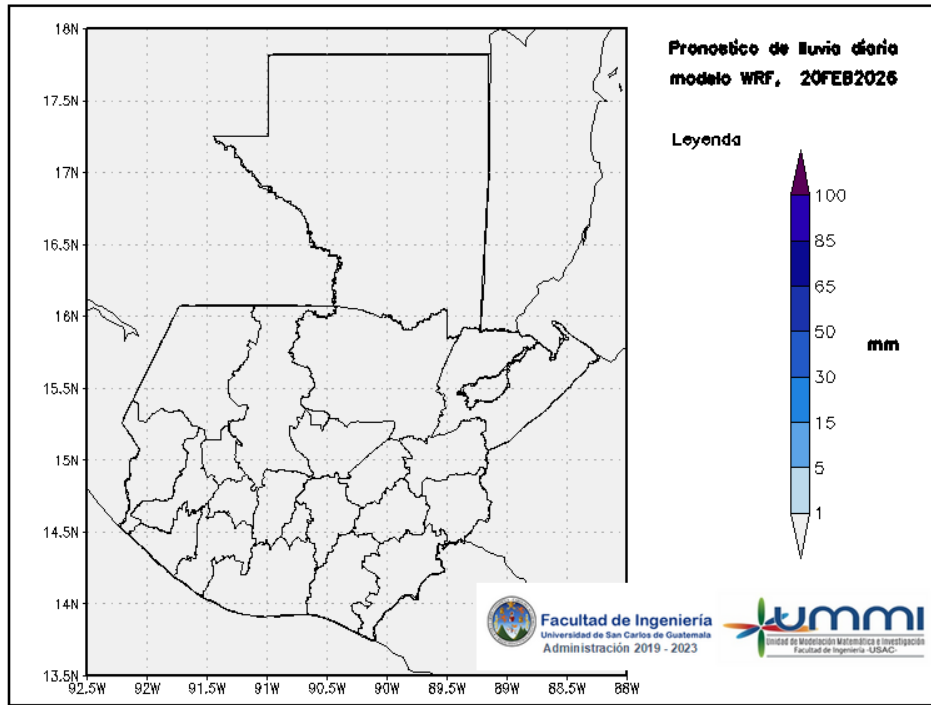 18N
17.5N
17N
16.5N
16N
15.5N
15N
14.5N
14N
13.5N
92.5W
92W
91.5W
91W
90.5W
90W
89.5W
89W
88.5W
88W
Pronostico de lluvia diaria
modelo WRF, 20FEB2026
Leyenda
100
85
65
50
30
15
5
1
mm
Facultad de Ingeniería
Universidad de San Carlos de Guatemala
Administración 2019 - 2023
UMMI
Unidad de Modelación Matemática e Investigación
Facultad de Ingeniería -USAC-